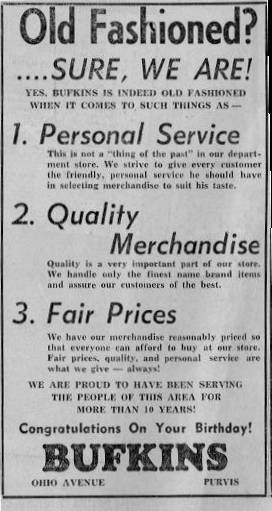 Old Fashioned?
....SURE, WE ARE!
YES, BUFKINS IS INDEED OLD FASHIONED
WHEN IT COMES TO SUCH THINGS AS —
1. Personal Service
This is not a "thing of the past" in our depart-
ment store. We strive to give every customer
the friendly, personal service he should have
in selecting merchandise to suit his taste.
2. Quality
Merchandise
Quality is a very important part of our store.
We handle only the finest name brand items
and assure our customers of the best.
3. Fair Prices
We have our merchandise reasonably priced so
that everyone can afford to buy at our store.
Fair prices, quality, and personal service are
what we give — always!
WE ARE PROUD TO HAVE BEEN SERVING
THE PEOPLE OF THIS AREA FOR
MORE THAN 10 YEARS!
Congratulations On Your Birthday!
BUFKINS
OHIO AVENUE PURVIS